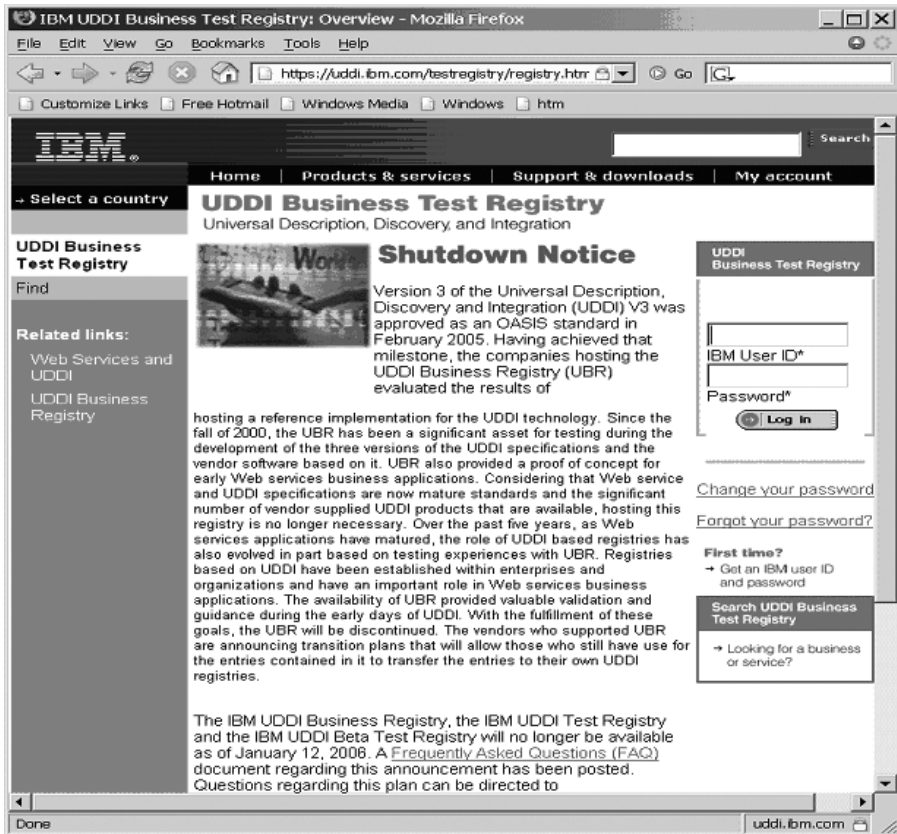 IBM UDDI Business Test Registry: Overview - Mozilla Firefox
File Edit View Go Bookmarks Tools Help
https://uddi.ibm.com/testregistry/registry.htm Go G
Customize Links Free Hotmail Windows Media Windows htm
IBM®
Search
Home | Products & services | Support & downloads | My account
→ Select a country
UDDI Business
Test Registry
Find
Related links:
Web Services and
UDDI
UDDI Business
Registry
UDDI Business Test Registry
Universal Description, Discovery, and Integration
Work
Shutdown Notice
Version 3 of the Universal Description,
Discovery and Integration (UDDI) V3 was
approved as an OASIS standard in
February 2005. Having achieved that
milestone, the companies hosting the
UDDI Business Registry (UBR)
evaluated the results of
hosting a reference implementation for the UDDI technology. Since the
fall of 2000, the UBR has been a significant asset for testing during the
development of the three versions of the UDDI specifications and the
vendor software based on it. UBR also provided a proof of concept for
early Web services business applications. Considering that Web service
and UDDI specifications are now mature standards and the significant
number of vendor supplied UDDI products that are available, hosting this
registry is no longer necessary. Over the past five years, as Web
services applications have matured, the role of UDDI based registries has
also evolved in part based on testing experiences with UBR. Registries
based on UDDI have been established within enterprises and
organizations and have an important role in Web services business
applications. The availability of UBR provided valuable validation and
guidance during the early days of UDDI. With the fulfillment of these
goals, the UBR will be discontinued. The vendors who supported UBR
are announcing transition plans that will allow those who still have use for
the entries contained in it to transfer the entries to their own UDDI
registries.
The IBM UDDI Business Registry, the IBM UDDI Test Registry
and the IBM UDDI Beta Test Registry will no longer be available
as of January 12, 2006. A Frequently Asked Questions (FAQ)
document regarding this announcement has been posted.
Questions regarding this plan can be directed to
UDDI
Business Test Registry
IBM User ID*
Password*
Log in
Change your password
Forgot your password?
First time?
→ Get an IBM user ID
and password
Search UDDI Business
Test Registry
→ Looking for a business
or service?
Done
uddi.ibm.com